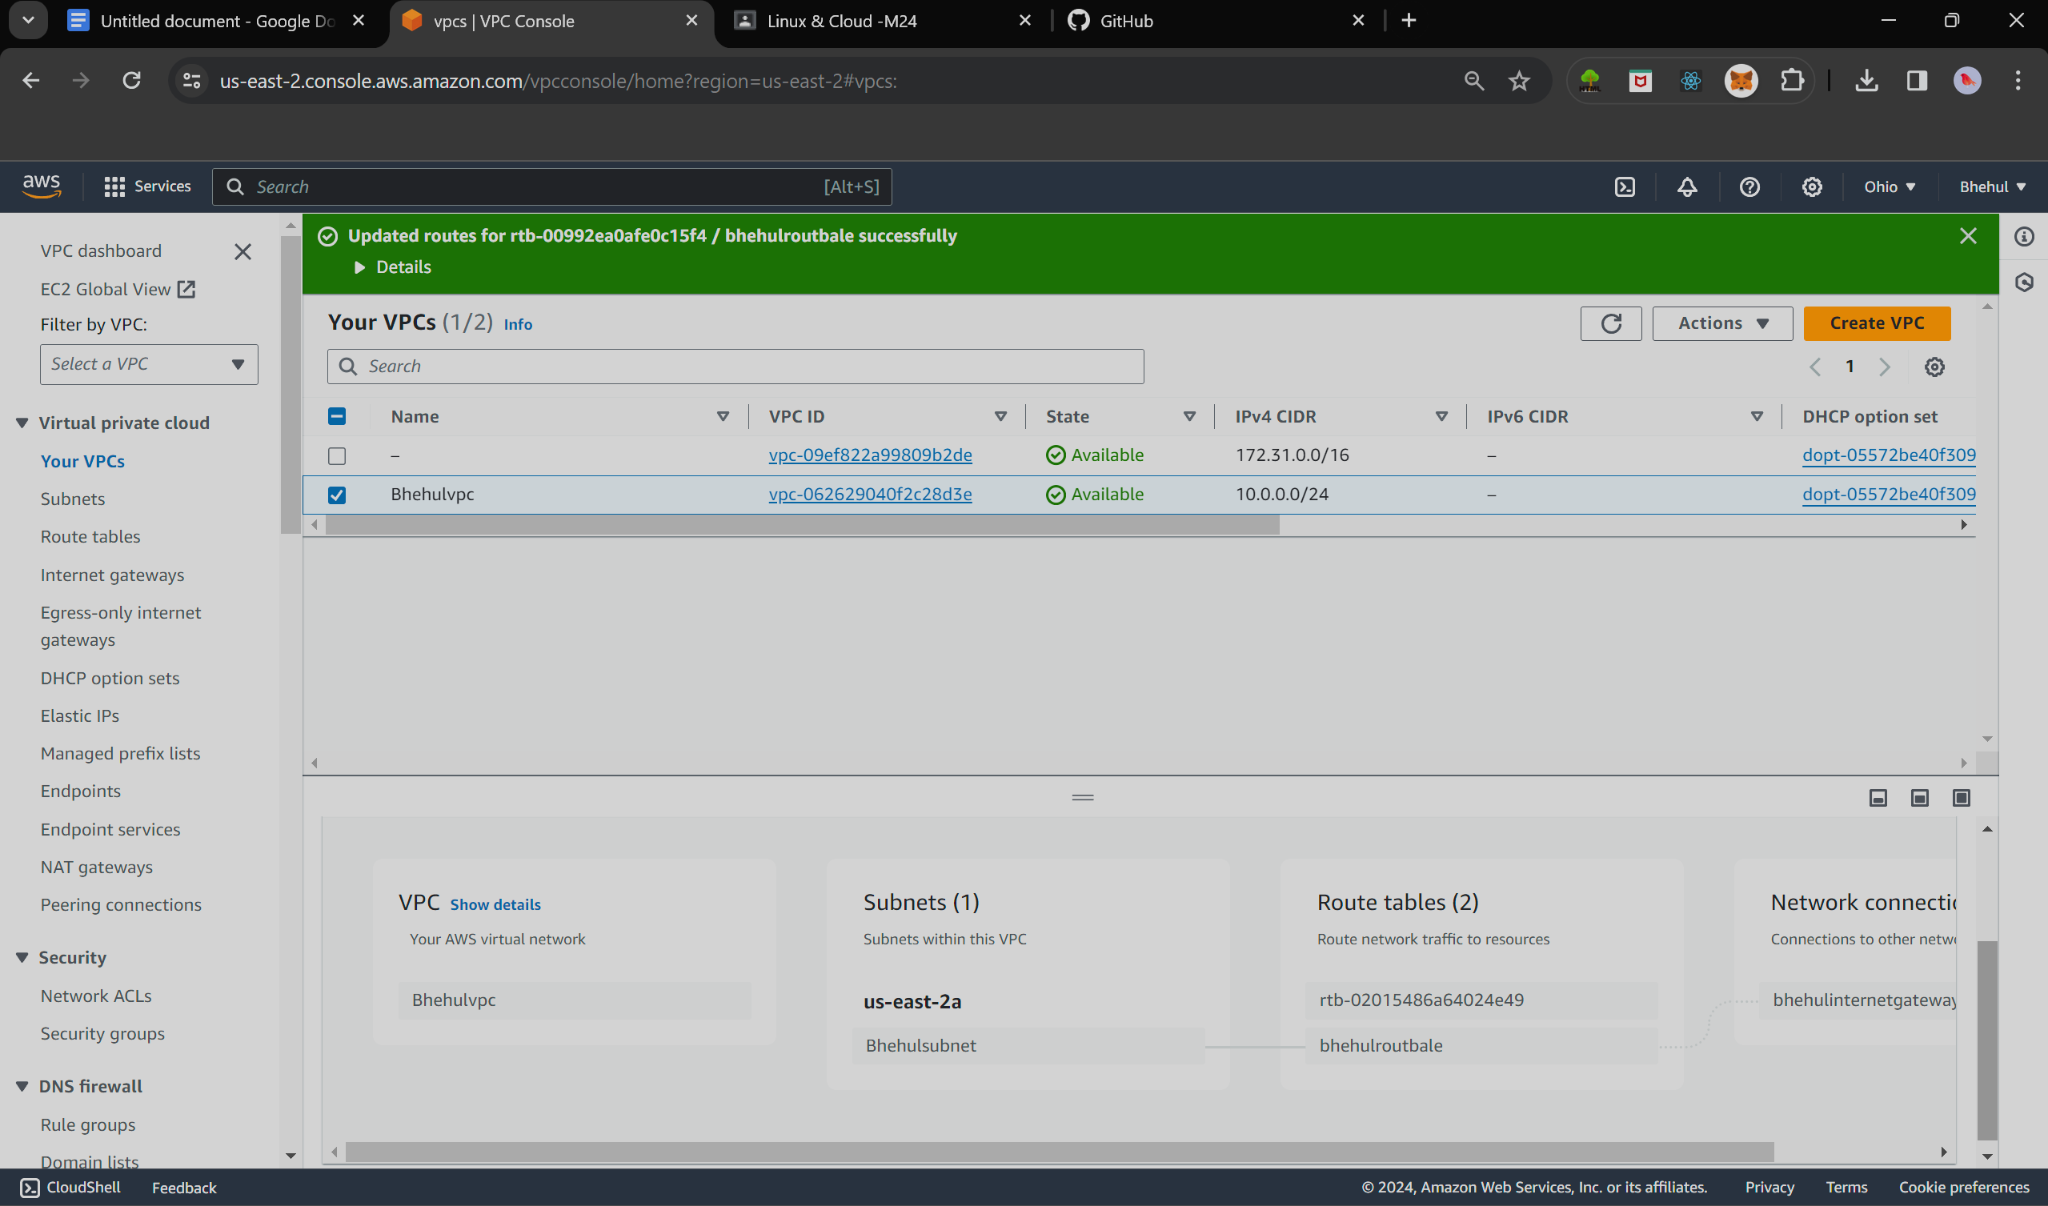 Untitled document - Google Do
vpcs | VPC Console
Linux & Cloud -M24
GitHub
us-east-2.console.aws.amazon.com/vpcconsole/home?region=us-east-2#vpcs:
aws
Services
Search
[Alt+S]
Ohio
Bhehul
VPC dashboard
EC2 Global View
Filter by VPC:
Select a VPC
Virtual private cloud
Your VPCs
Subnets
Route tables
Internet gateways
Egress-only internet
gateways
DHCP option sets
Elastic IPs
Managed prefix lists
Endpoints
Endpoint services
NAT gateways
Peering connections
Security
Network ACLs
Security groups
DNS firewall
Rule groups
Domain lists
Updated routes for rtb-00992ea0afe0c15f4 / bhehulroutbale successfully
Details
Your VPCs (1/2) Info
Actions
Create VPC
Search
1
Name VPC ID State IPv4 CIDR IPv6 CIDR DHCP option set
– vpc-09ef822a99809b2de Available 172.31.0.0/16 – dopt-05572be40f309
Bhehulvpc vpc-062629040f2c28d3e Available 10.0.0.0/24 – dopt-05572be40f309
VPC Show details
Your AWS virtual network
Bhehulvpc
Subnets (1)
Subnets within this VPC
us-east-2a
Bhehulsubnet
Route tables (2)
Route network traffic to resources
rtb-02015486a64024e49
bhehulroutbale
Network connectio
Connections to other netwo
bhehulinternetgateway
CloudShell
Feedback
© 2024, Amazon Web Services, Inc. or its affiliates.
Privacy
Terms
Cookie preferences